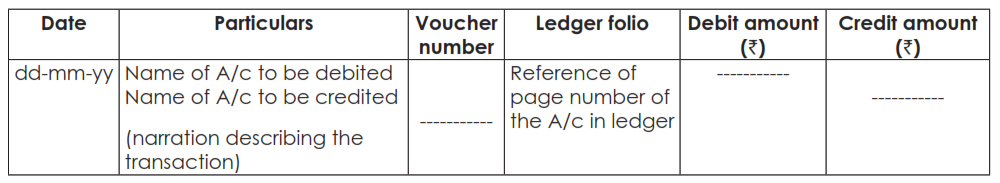 Date Particulars Voucher number Ledger folio Debit amount (₹) Credit amount (₹)
dd-mm-yy Name of A/c to be debited
Name of A/c to be credited
(narration describing the transaction)
-----------
Reference of page number of the A/c in ledger
-----------
-----------